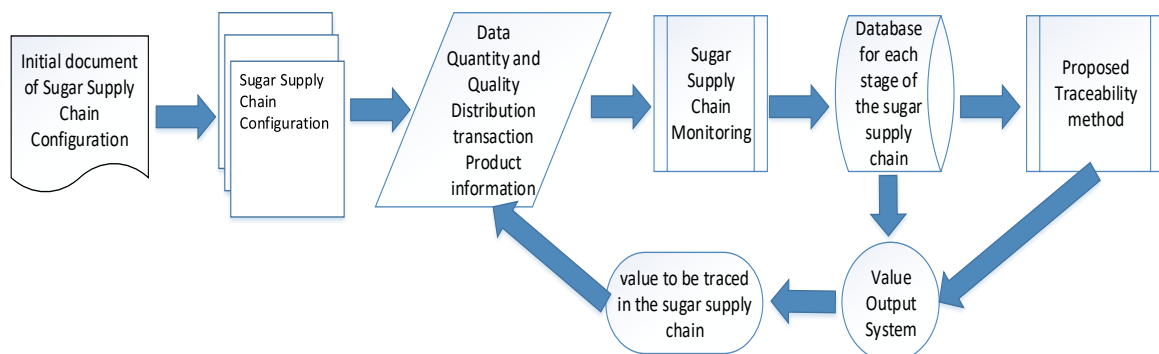 Initial document
of Sugar Supply
Chain
Configuration
Sugar Supply
Chain
Configuration
Data
Quantity and
Quality
Distribution
transaction
Product
information
Sugar
Supply
Chain
Monitoring
Database
for each
stage of
the sugar
supply
chain
Proposed
Traceability
method
value to be traced
in the sugar supply
chain
Value
Output
System